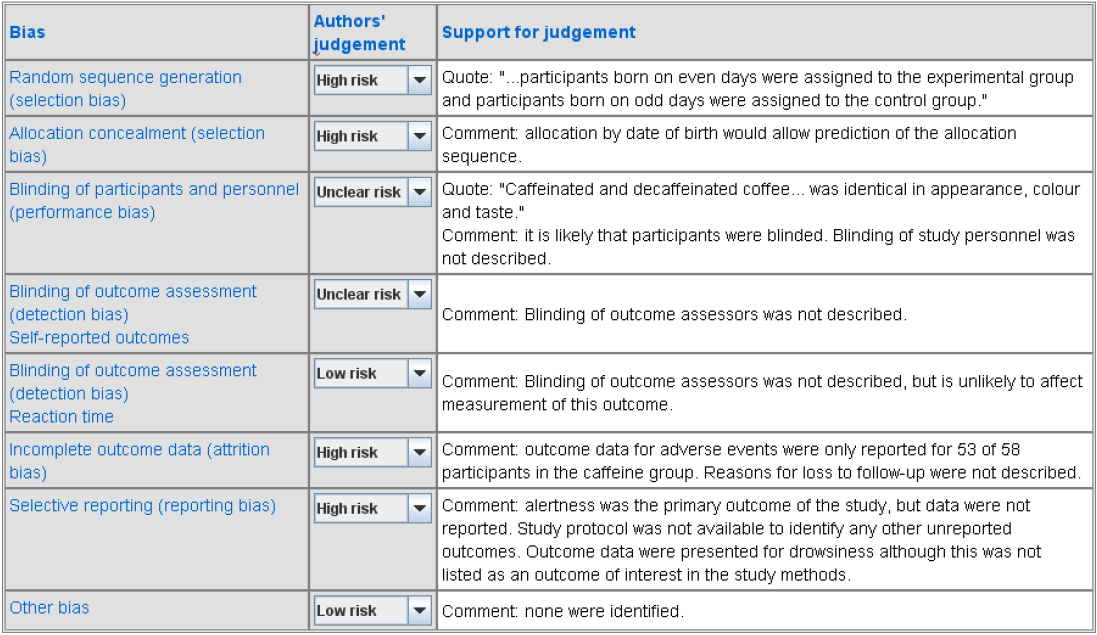 Bias
Authors'
judgement
Support for judgement
Random sequence generation
(selection bias)
High risk
Quote: "...participants born on even days were assigned to the experimental group
and participants born on odd days were assigned to the control group."
Allocation concealment (selection
bias)
High risk
Comment: allocation by date of birth would allow prediction of the allocation
sequence.
Blinding of participants and personnel
(performance bias)
Unclear risk
Quote: "Caffeinated and decaffeinated coffee... was identical in appearance, colour
and taste."
Comment: it is likely that participants were blinded. Blinding of study personnel was
not described.
Blinding of outcome assessment
(detection bias)
Self-reported outcomes
Unclear risk
Comment: Blinding of outcome assessors was not described.
Blinding of outcome assessment
(detection bias)
Reaction time
Low risk
Comment: Blinding of outcome assessors was not described, but is unlikely to affect
measurement of this outcome.
Incomplete outcome data (attrition
bias)
High risk
Comment: outcome data for adverse events were only reported for 53 of 58
participants in the caffeine group. Reasons for loss to follow-up were not described.
Selective reporting (reporting bias)
High risk
Comment: alertness was the primary outcome of the study, but data were not
reported. Study protocol was not available to identify any other unreported
outcomes. Outcome data were presented for drowsiness although this was not
listed as an outcome of interest in the study methods.
Other bias
Low risk
Comment: none were identified.